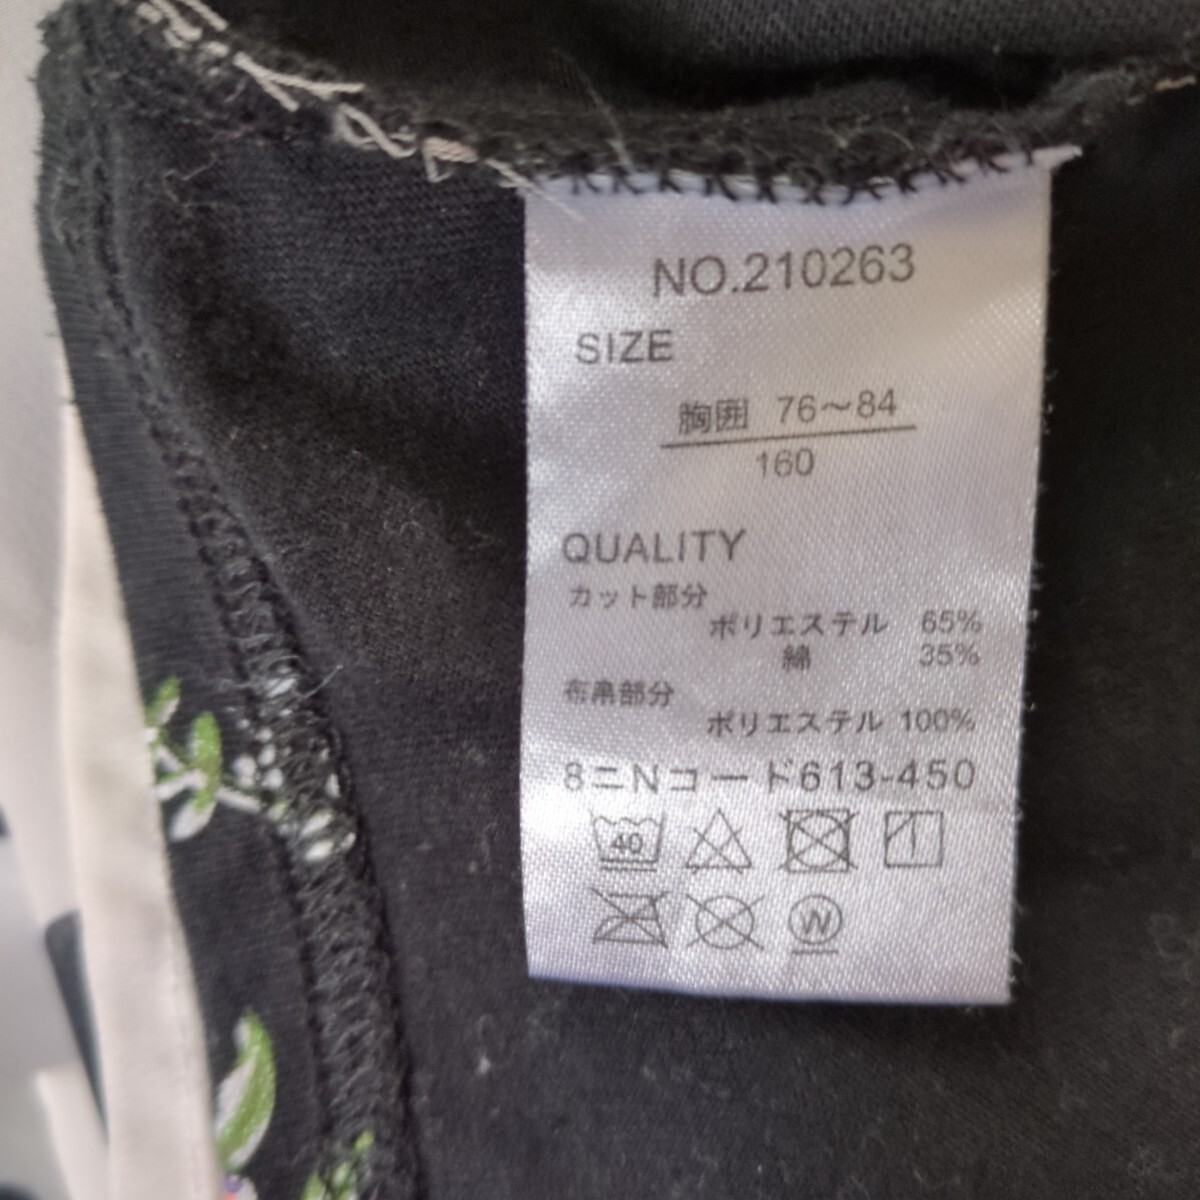 NO.210263
SIZE
胸囲 76～84
160
QUALITY
カット部分
ポリエステル 65%
綿 35%
布帛部分
ポリエステル 100%
8ニNコード613-450
40
W